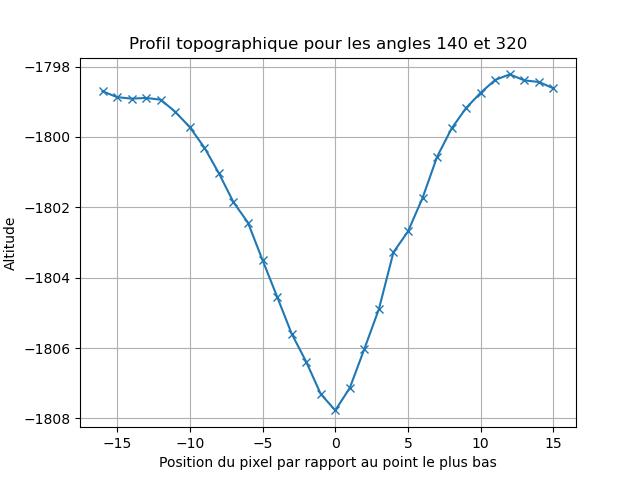 Profil topographique pour les angles 140 et 320
−1798
−1800
−1802
−1804
−1806
−1808
Altitude
−15 −10 −5 0 5 10 15
Position du pixel par rapport au point le plus bas